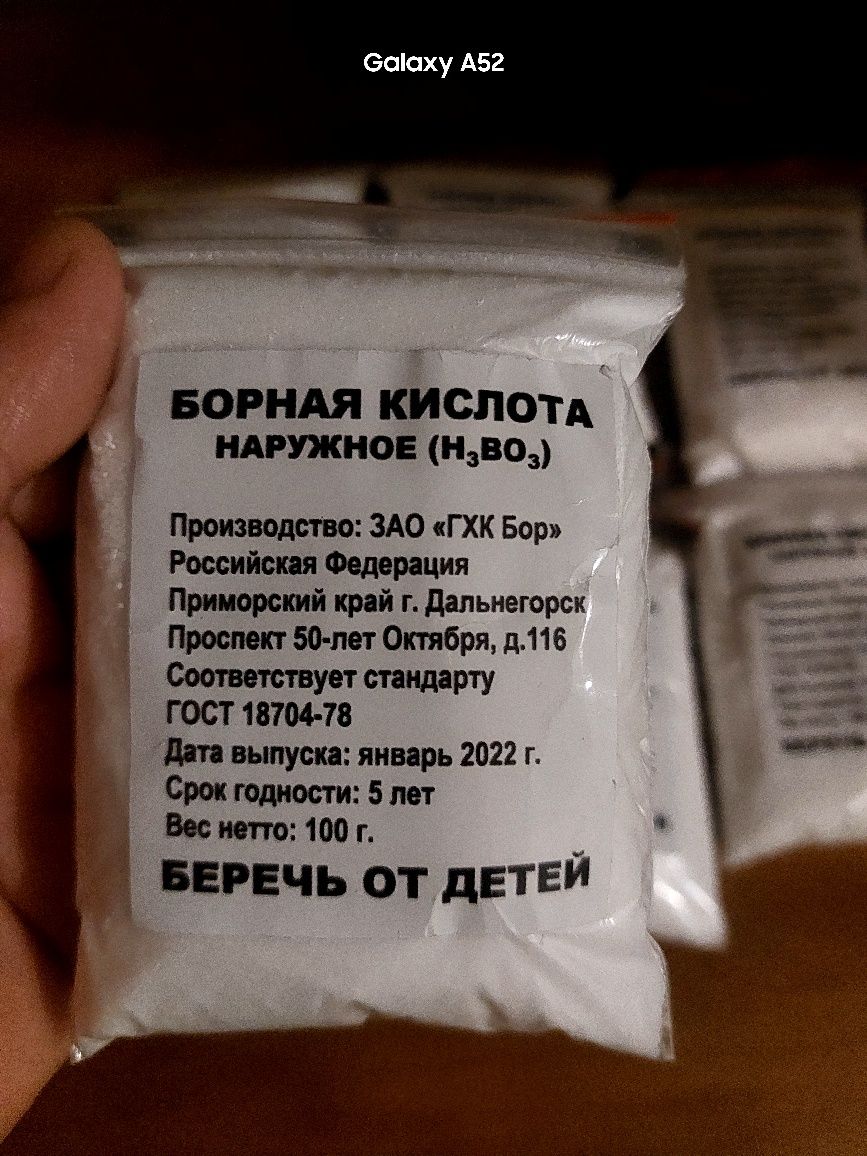 Galaxy A52
БОРНАЯ КИСЛОТА
НАРУЖНОЕ (H₃BO₃)
Производство: ЗАО «ГХК Бор»
Российская Федерация
Приморский край г. Дальнегорск
Проспект 50-лет Октября, д.116
Соответствует стандарту
ГОСТ 18704-78
Дата выпуска: январь 2022 г.
Срок годности: 5 лет
Вес нетто: 100 г.
БЕРЕЧЬ ОТ ДЕТЕЙ